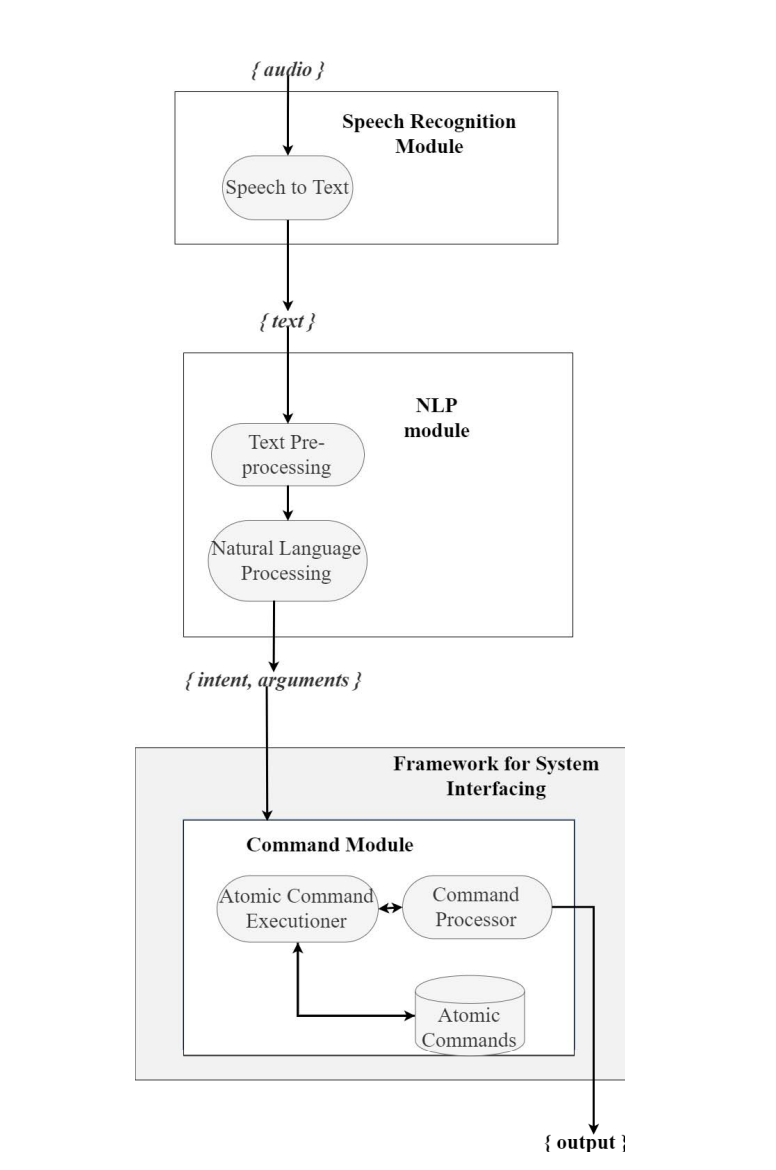 { audio }
Speech Recognition
Module
Speech to Text
{ text }
NLP
module
Text Pre-
processing
Natural Language
Processing
{ intent, arguments }
Framework for System
Interfacing
Command Module
Atomic Command
Executioner
Command
Processor
Atomic
Commands
{ output }